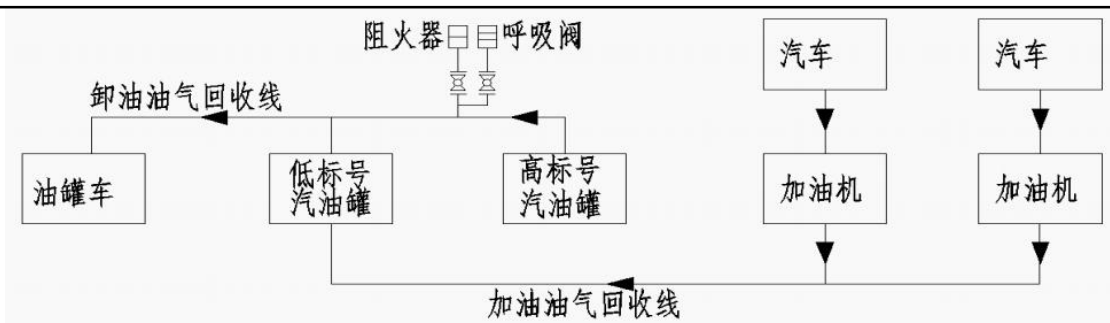 阻火器
呼吸阀
汽车
汽车
卸油油气回收线
油罐车
低标号
汽油罐
高标号
汽油罐
加油机
加油机
加油油气回收线